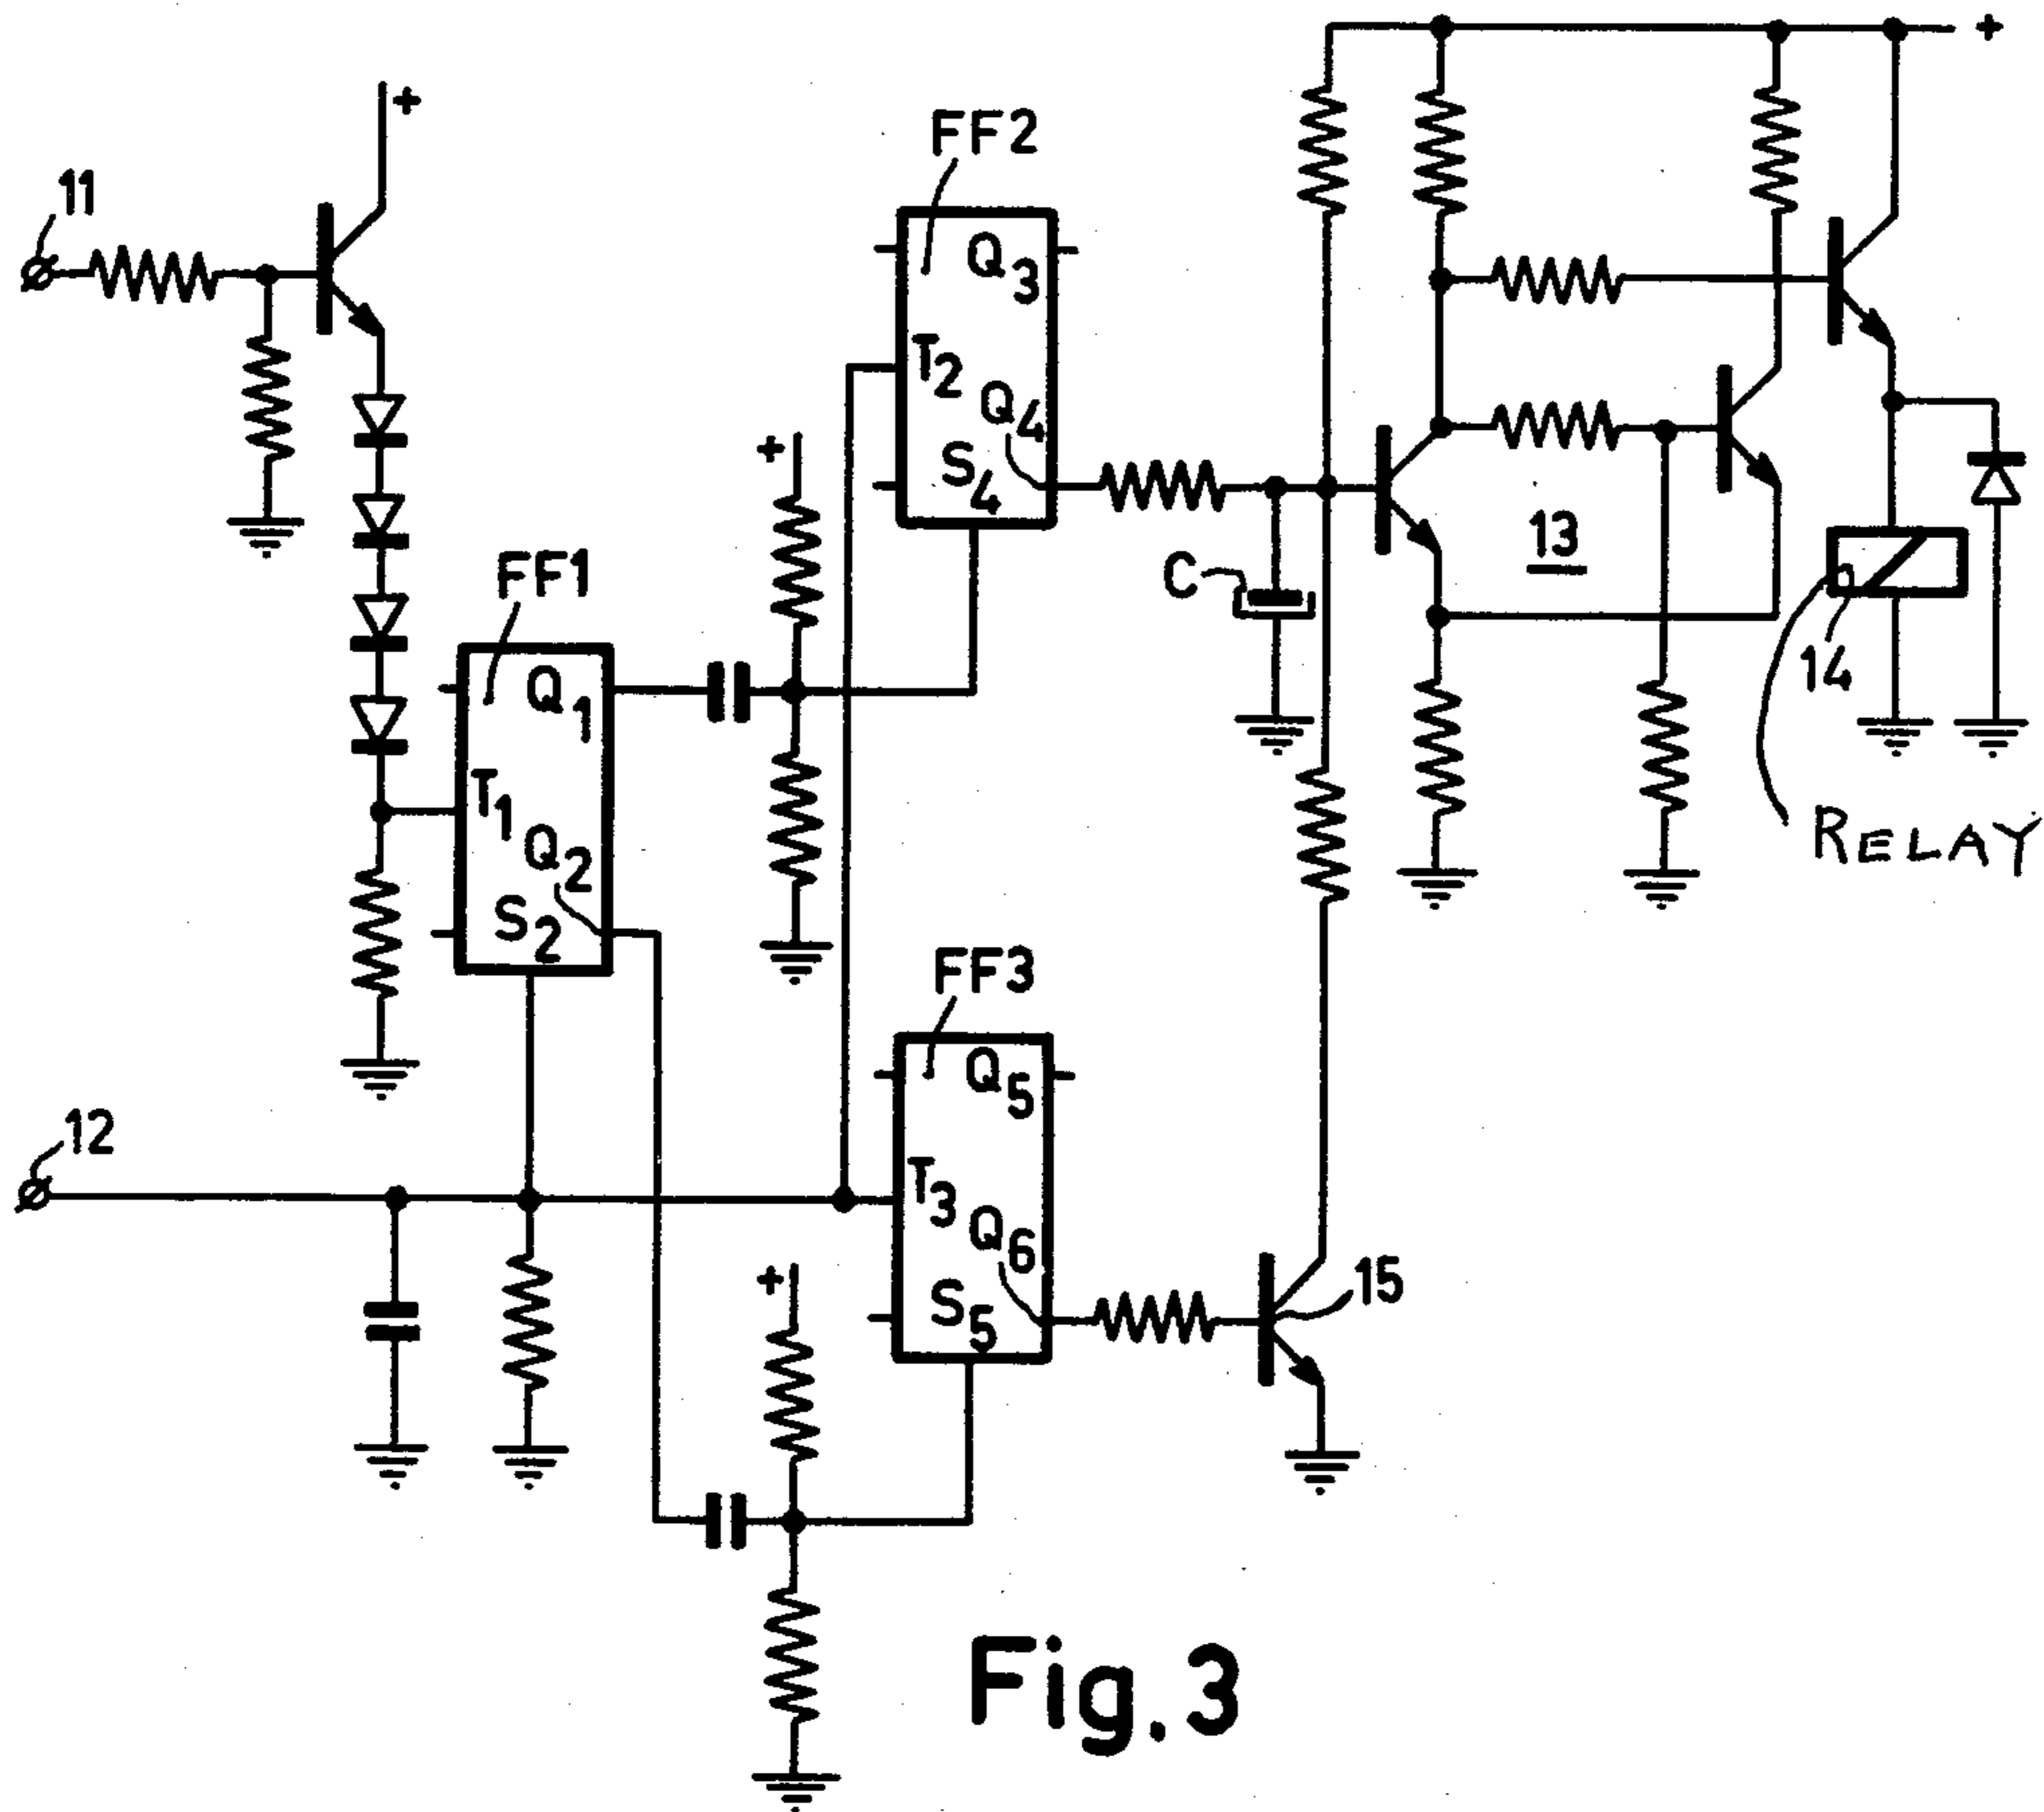 +
+
11
FF2
Q3
T2
Q4
S4
+
13
C
FF1
14
Q1
T1
Q2
S2
RELAY
FF3
Q5
12
T3
Q6
S5
+
15
Fig.3